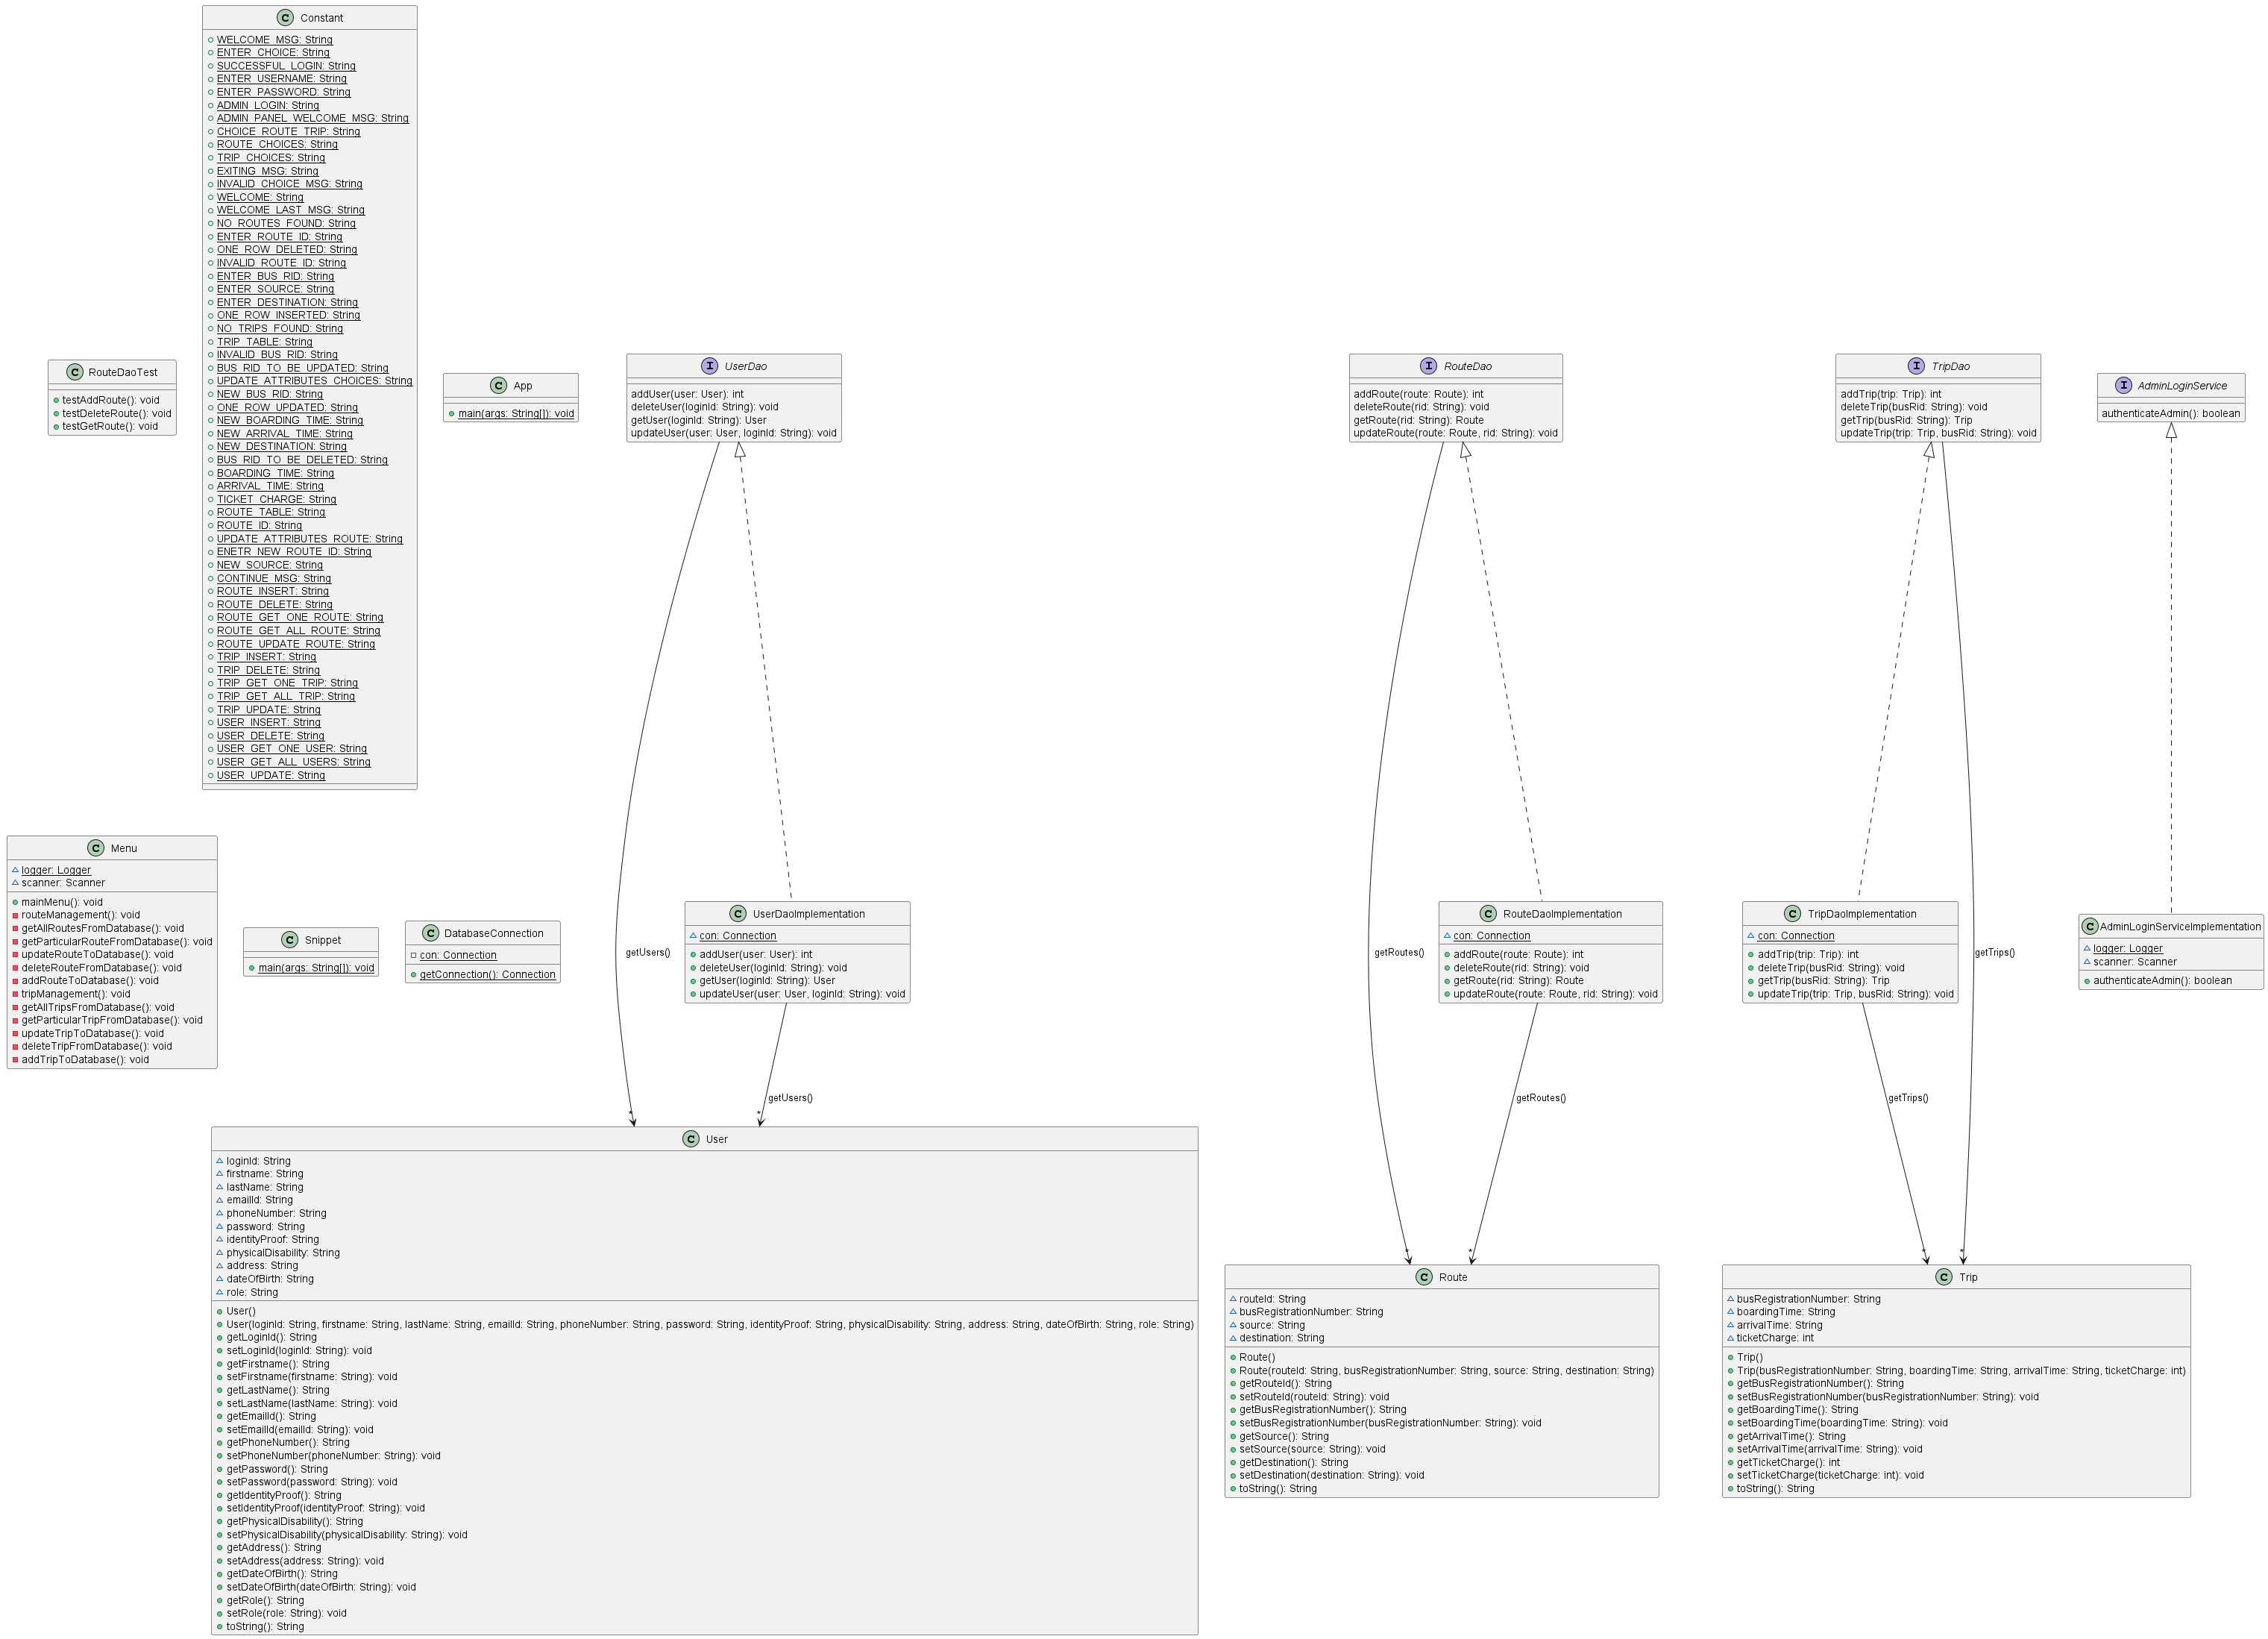 Constant
WELCOME_MSG: String
ENTER_CHOICE: String
SUCCESSFUL_LOGIN: String
ENTER_USERNAME: String
ENTER_PASSWORD: String
ADMIN_LOGIN: String
ADMIN_PANEL_WELCOME_MSG: String
CHOICE_ROUTE_TRIP: String
ROUTE_CHOICES: String
TRIP_CHOICES: String
EXITING_MSG: String
INVALID_CHOICE_MSG: String
WELCOME: String
WELCOME_LAST_MSG: String
NO_ROUTES_FOUND: String
ENTER_ROUTE_ID: String
ONE_ROW_DELETED: String
INVALID_ROUTE_ID: String
ENTER_BUS_RID: String
ENTER_SOURCE: String
ENTER_DESTINATION: String
ONE_ROW_INSERTED: String
NO_TRIPS_FOUND: String
TRIP_TABLE: String
INVALID_BUS_RID: String
BUS_RID_TO_BE_UPDATED: String
UPDATE_ATTRIBUTES_CHOICES: String
NEW_BUS_RID: String
ONE_ROW_UPDATED: String
NEW_BOARDING_TIME: String
NEW_ARRIVAL_TIME: String
NEW_DESTINATION: String
BUS_RID_TO_BE_DELETED: String
BOARDING_TIME: String
ARRIVAL_TIME: String
TICKET_CHARGE: String
ROUTE_TABLE: String
ROUTE_ID: String
UPDATE_ATTRIBUTES_ROUTE: String
ENETR_NEW_ROUTE_ID: String
NEW_SOURCE: String
CONTINUE_MSG: String
ROUTE_INSERT: String
ROUTE_DELETE: String
ROUTE_GET_ONE_ROUTE: String
ROUTE_GET_ALL_ROUTE: String
ROUTE_UPDATE_ROUTE: String
TRIP_INSERT: String
TRIP_DELETE: String
TRIP_GET_ONE_TRIP: String
TRIP_GET_ALL_TRIP: String
TRIP_UPDATE: String
USER_INSERT: String
USER_DELETE: String
USER_GET_ONE_USER: String
USER_GET_ALL_USERS: String
USER_UPDATE: String
RouteDaoTest
testAddRoute(): void
testDeleteRoute(): void
testGetRoute(): void
App
main(args: String[]): void
UserDao
addUser(user: User): int
deleteUser(loginId: String): void
getUser(loginId: String): User
updateUser(user: User, loginId: String): void
RouteDao
addRoute(route: Route): int
deleteRoute(rid: String): void
getRoute(rid: String): Route
updateRoute(route: Route, rid: String): void
TripDao
addTrip(trip: Trip): int
deleteTrip(busRid: String): void
getTrip(busRid: String): Trip
updateTrip(trip: Trip, busRid: String): void
AdminLoginService
authenticateAdmin(): boolean
Menu
logger: Logger
scanner: Scanner
mainMenu(): void
routeManagement(): void
getAllRoutesFromDatabase(): void
getParticularRouteFromDatabase(): void
updateRouteToDatabase(): void
deleteRouteFromDatabase(): void
addRouteToDatabase(): void
tripManagement(): void
getAllTripsFromDatabase(): void
getParticularTripFromDatabase(): void
updateTripToDatabase(): void
deleteTripFromDatabase(): void
addTripToDatabase(): void
Snippet
main(args: String[]): void
DatabaseConnection
con: Connection
getConnection(): Connection
getUsers()
UserDaoImplementation
con: Connection
addUser(user: User): int
deleteUser(loginId: String): void
getUser(loginId: String): User
updateUser(user: User, loginId: String): void
getRoutes()
RouteDaoImplementation
con: Connection
addRoute(route: Route): int
deleteRoute(rid: String): void
getRoute(rid: String): Route
updateRoute(route: Route, rid: String): void
TripDaoImplementation
con: Connection
addTrip(trip: Trip): int
deleteTrip(busRid: String): void
getTrip(busRid: String): Trip
updateTrip(trip: Trip, busRid: String): void
getTrips()
AdminLoginServiceImplementation
logger: Logger
scanner: Scanner
authenticateAdmin(): boolean
getUsers()
getRoutes()
getTrips()
*
*
*
*
*
*
User
loginId: String
firstname: String
lastName: String
emailId: String
phoneNumber: String
password: String
identityProof: String
physicalDisability: String
address: String
dateOfBirth: String
role: String
User()
User(loginId: String, firstname: String, lastName: String, emailId: String, phoneNumber: String, password: String, identityProof: String, physicalDisability: String, address: String, dateOfBirth: String, role: String)
getLoginId(): String
setLoginId(loginId: String): void
getFirstname(): String
setFirstname(firstname: String): void
getLastName(): String
setLastName(lastName: String): void
getEmailId(): String
setEmailId(emailId: String): void
getPhoneNumber(): String
setPhoneNumber(phoneNumber: String): void
getPassword(): String
setPassword(password: String): void
getIdentityProof(): String
setIdentityProof(identityProof: String): void
getPhysicalDisability(): String
setPhysicalDisability(physicalDisability: String): void
getAddress(): String
setAddress(address: String): void
getDateOfBirth(): String
setDateOfBirth(dateOfBirth: String): void
getRole(): String
setRole(role: String): void
toString(): String
Route
routeId: String
busRegistrationNumber: String
source: String
destination: String
Route()
Route(routeId: String, busRegistrationNumber: String, source: String, destination: String)
getRouteId(): String
setRouteId(routeId: String): void
getBusRegistrationNumber(): String
setBusRegistrationNumber(busRegistrationNumber: String): void
getSource(): String
setSource(source: String): void
getDestination(): String
setDestination(destination: String): void
toString(): String
Trip
busRegistrationNumber: String
boardingTime: String
arrivalTime: String
ticketCharge: int
Trip()
Trip(busRegistrationNumber: String, boardingTime: String, arrivalTime: String, ticketCharge: int)
getBusRegistrationNumber(): String
setBusRegistrationNumber(busRegistrationNumber: String): void
getBoardingTime(): String
setBoardingTime(boardingTime: String): void
getArrivalTime(): String
setArrivalTime(arrivalTime: String): void
getTicketCharge(): int
setTicketCharge(ticketCharge: int): void
toString(): String